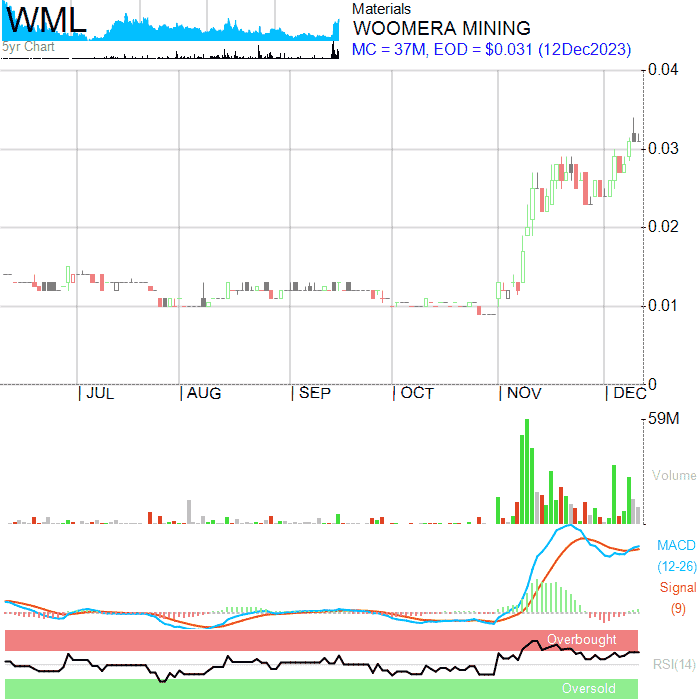 WML
5yr Chart
Materials
WOOMERA MINING
MC = 37M, EOD = $0.031 (12Dec2023)
0.04
0.03
0.02
0.01
0
JUL AUG SEP OCT NOV DEC
59M
Volume
MACD
(12-26)
Signal
(9)
Overbought
RSI(14)
Oversold